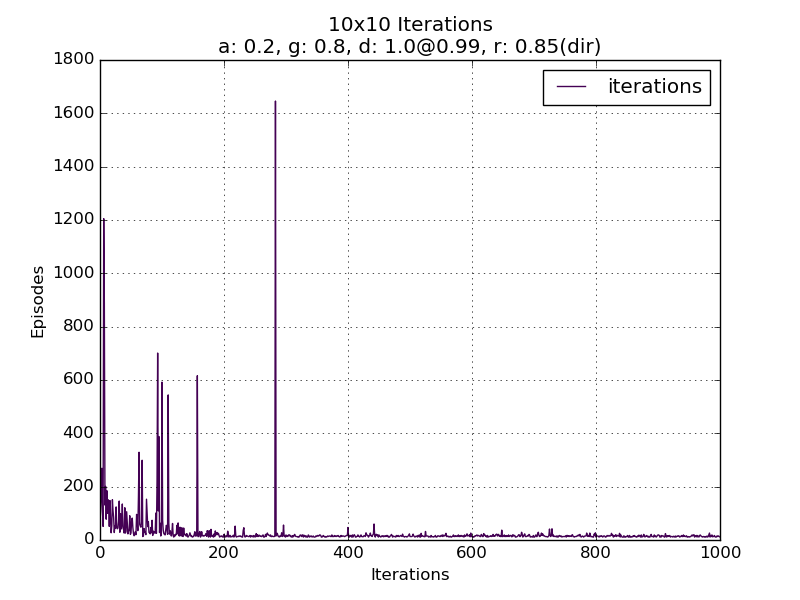 10x10 Iterations
a: 0.2, g: 0.8, d: 1.0@0.99, r: 0.85(dir)
iterations
1800
1600
1400
1200
1000
800
600
400
200
0
Episodes
0 200 400 600 800 1000
Iterations